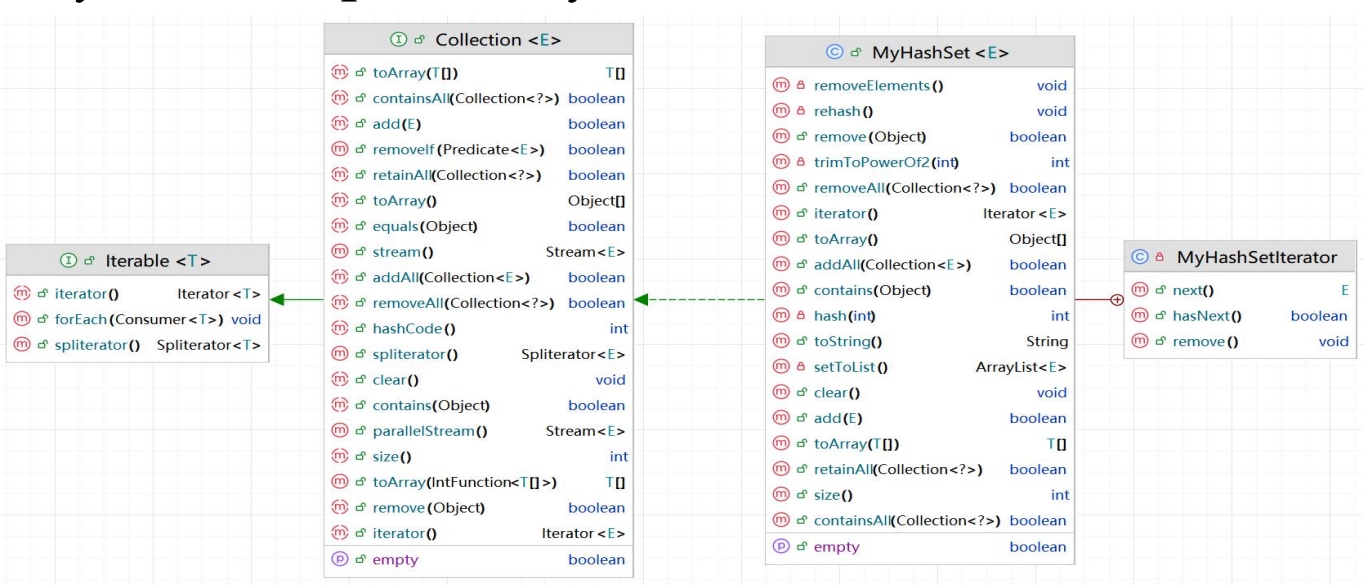 Iterable <T>
iterator() Iterator<T>
forEach(Consumer<T>) void
spliterator() Spliterator<T>
Collection <E>
toArray(T[]) T[]
containsAll(Collection<?>) boolean
add(E) boolean
removeIf(Predicate<E>) boolean
retainAll(Collection<?>) boolean
toArray() Object[]
equals(Object) boolean
stream() Stream<E>
addAll(Collection<E>) boolean
removeAll(Collection<?>) boolean
hashCode() int
spliterator() Spliterator<E>
clear() void
contains(Object) boolean
parallelStream() Stream<E>
size() int
toArray(IntFunction<T[]>) T[]
remove(Object) boolean
iterator() Iterator<E>
empty boolean
MyHashSet <E>
removeElements() void
rehash() void
remove(Object) boolean
trimToPowerOf2(int) int
removeAll(Collection<?>) boolean
iterator() Iterator<E>
toArray() Object[]
addAll(Collection<E>) boolean
contains(Object) boolean
hash(int) int
toString() String
setToList() ArrayList<E>
clear() void
add(E) boolean
toArray(T[]) T[]
retainAll(Collection<?>) boolean
size() int
containsAll(Collection<?>) boolean
empty boolean
MyHashSetIterator
next() E
hasNext() boolean
remove() void